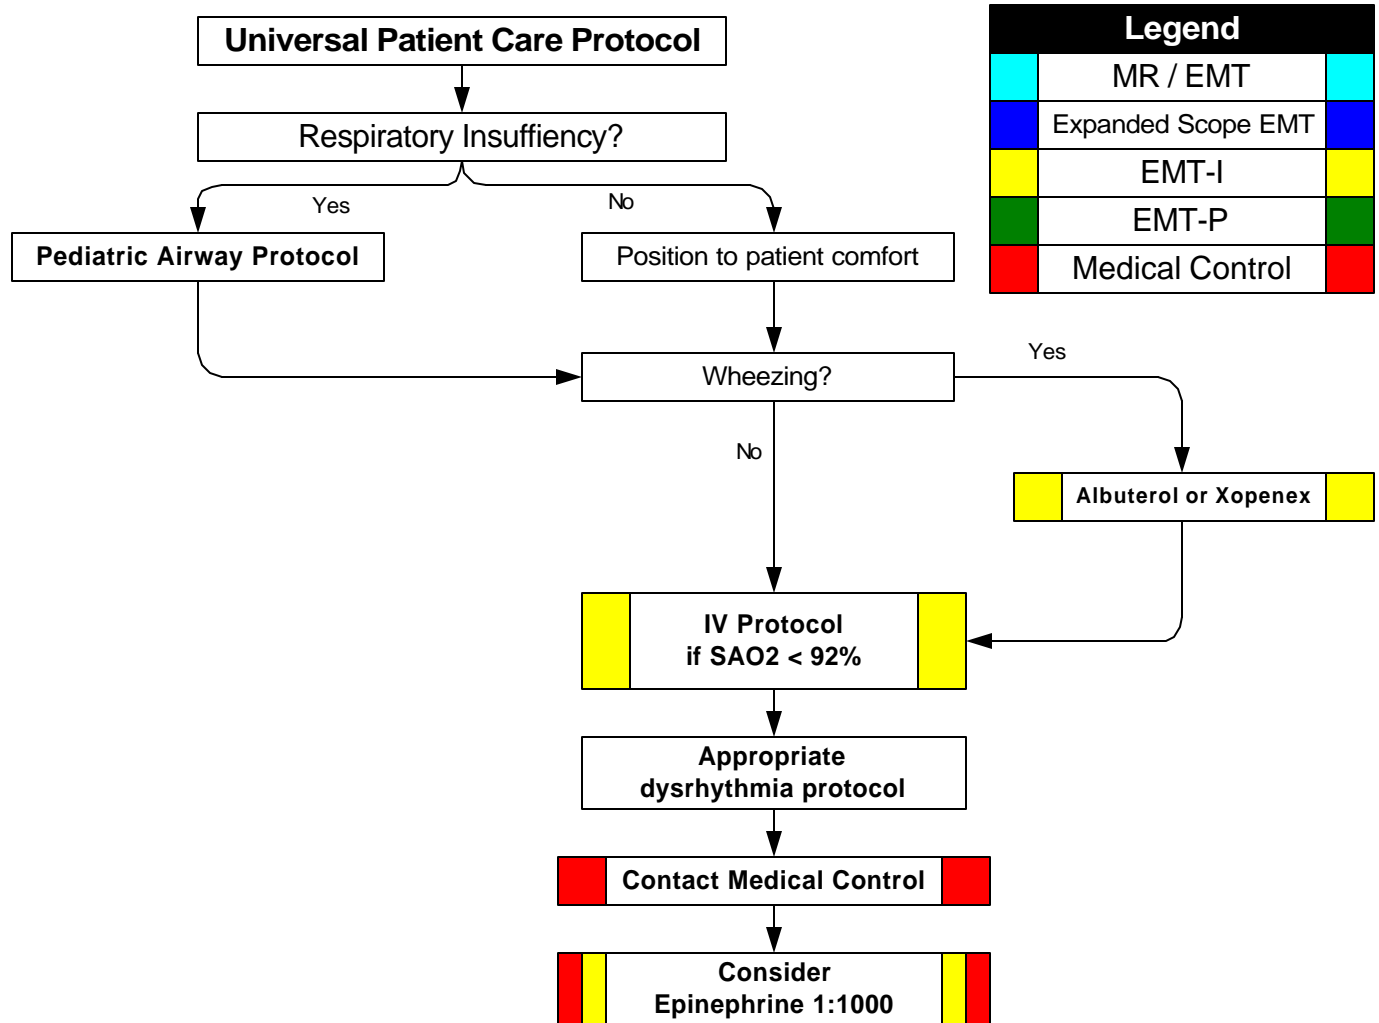 Universal Patient Care Protocol
Legend
MR / EMT
Expanded Scope EMT
EMT-I
EMT-P
Medical Control
Respiratory Insuffiency?
Yes
No
Pediatric Airway Protocol
Position to patient comfort
Wheezing?
Yes
No
Albuterol or Xopenex
IV Protocol
if SAO2 < 92%
Appropriate
dysrhythmia protocol
Contact Medical Control
Consider
Epinephrine 1:1000